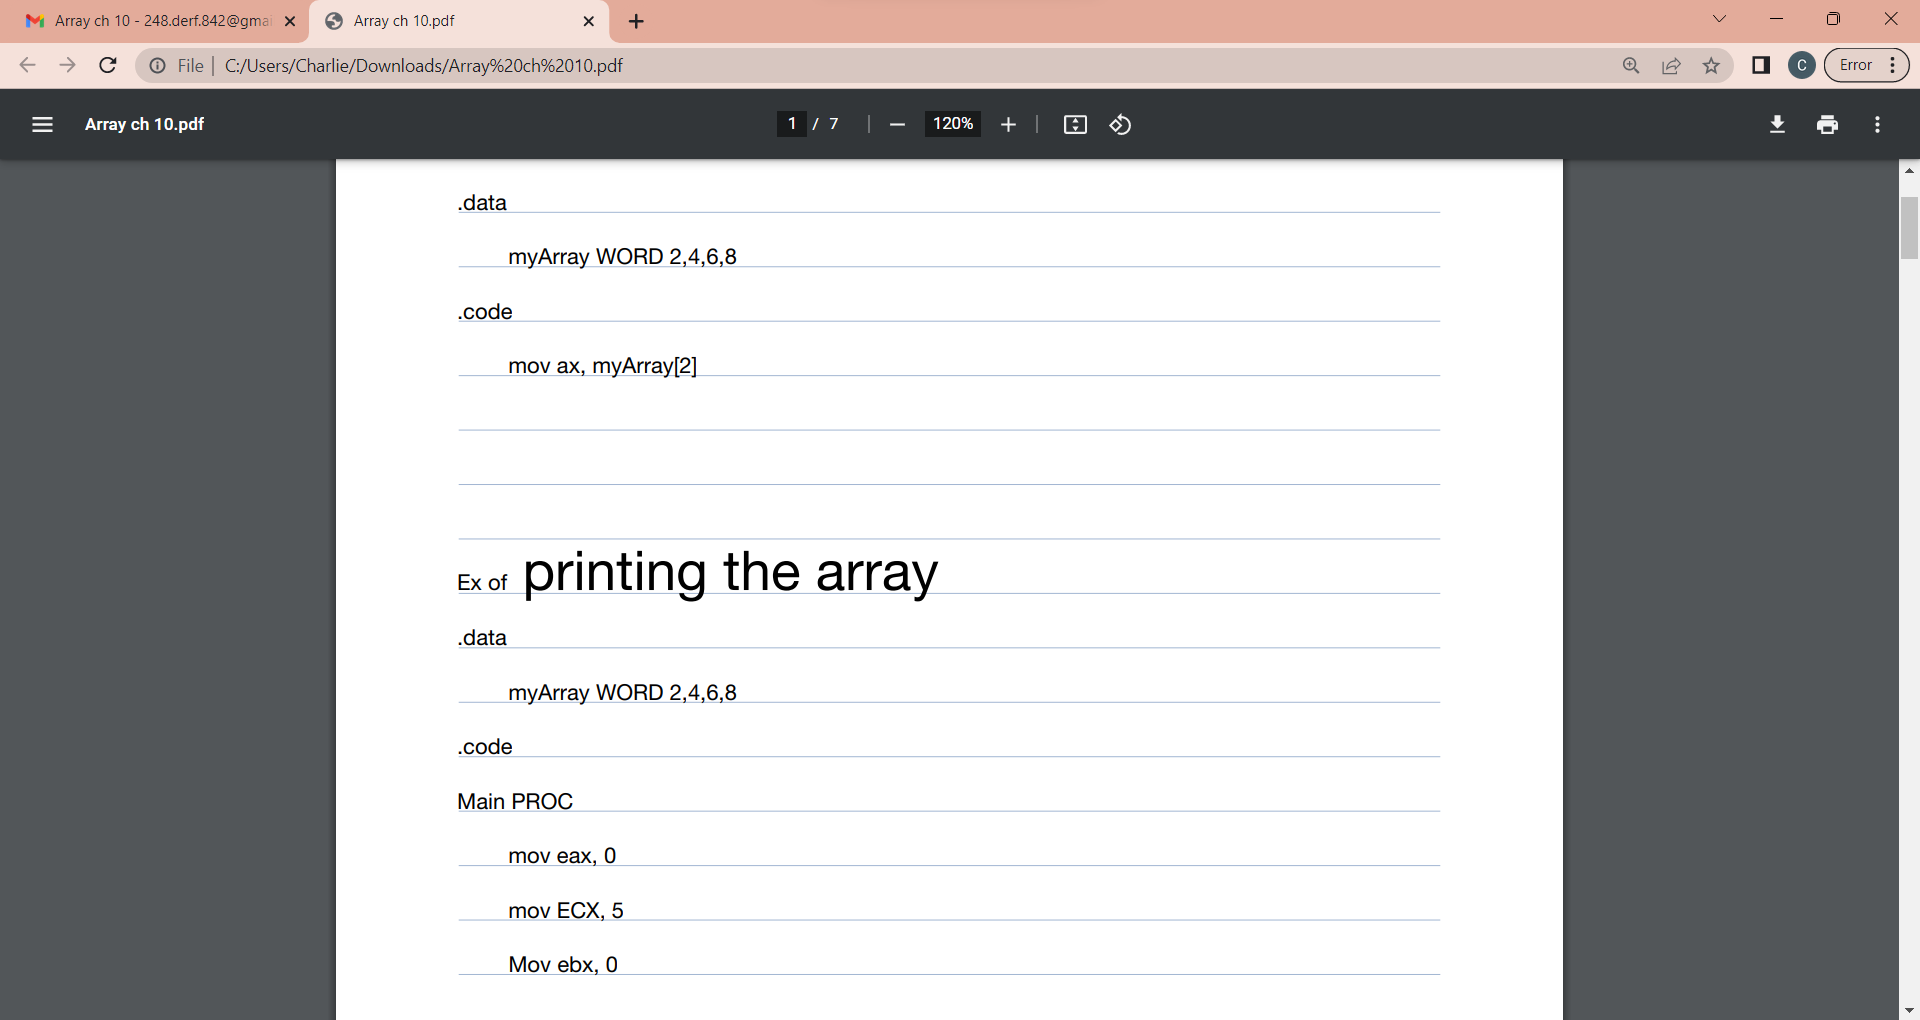 Array ch 10 - 248.derf.842@gmai
Array ch 10.pdf
File | C:/Users/Charlie/Downloads/Array%20ch%2010.pdf
C
Error
Array ch 10.pdf
1 / 7
120%
.data
myArray WORD 2,4,6,8
.code
mov ax, myArray[2]
Ex of printing the array
.data
myArray WORD 2,4,6,8
.code
Main PROC
mov eax, 0
mov ECX, 5
Mov ebx, 0